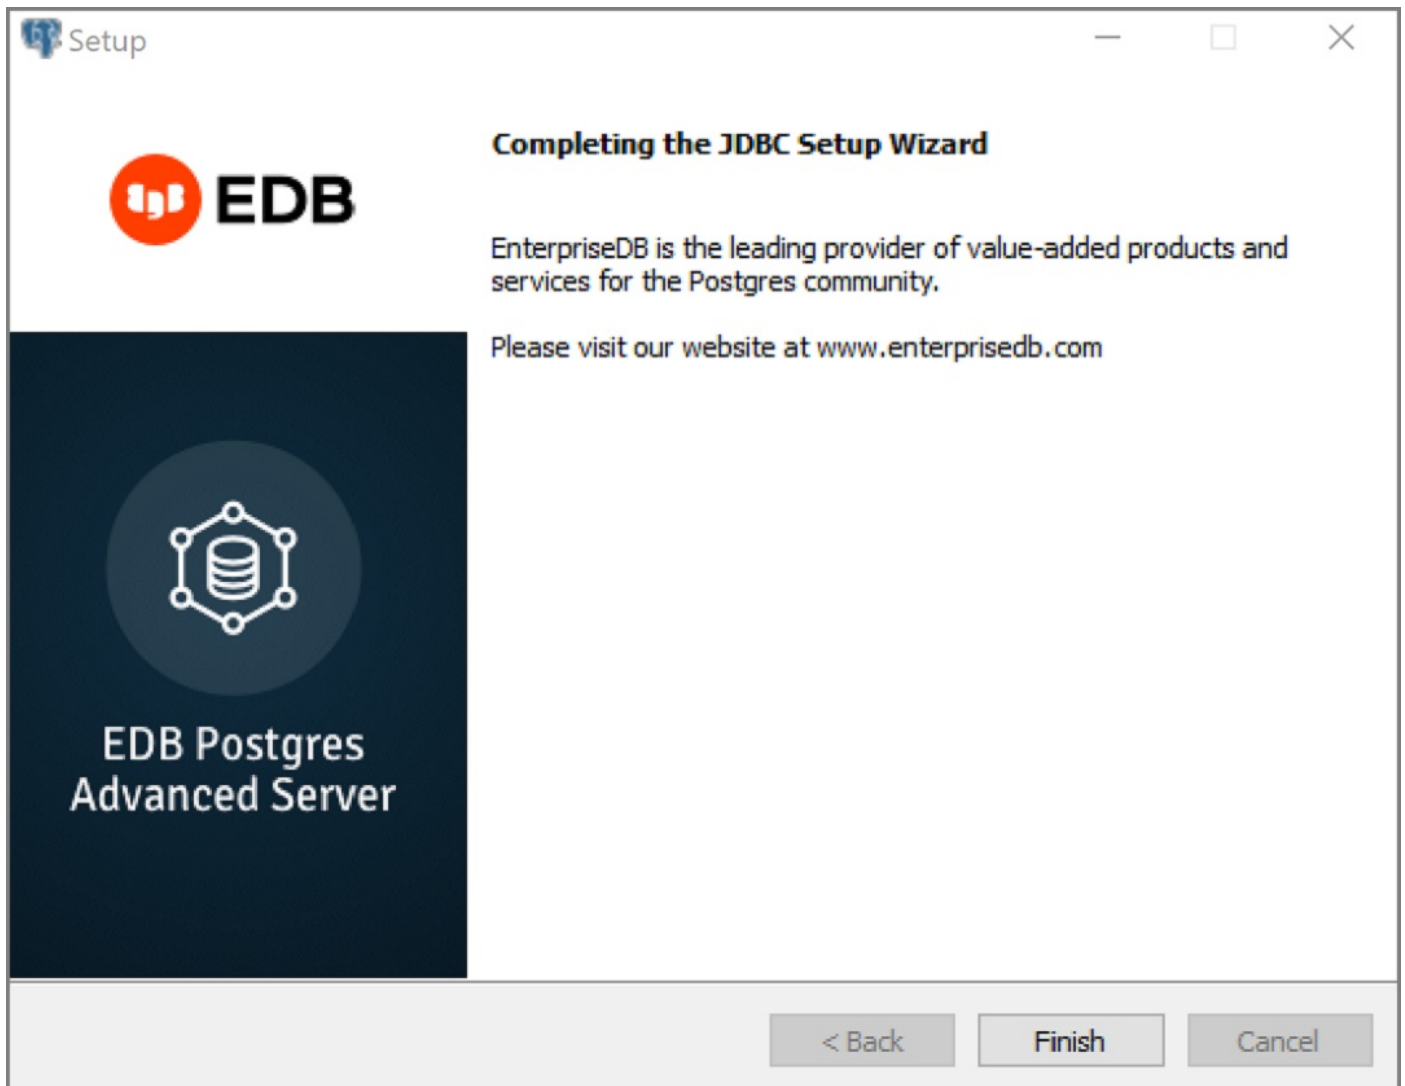 Setup
EDB
Completing the JDBC Setup Wizard
EnterpriseDB is the leading provider of value-added products and
services for the Postgres community.
Please visit our website at www.enterprisedb.com
EDB Postgres
Advanced Server
< Back
Finish
Cancel